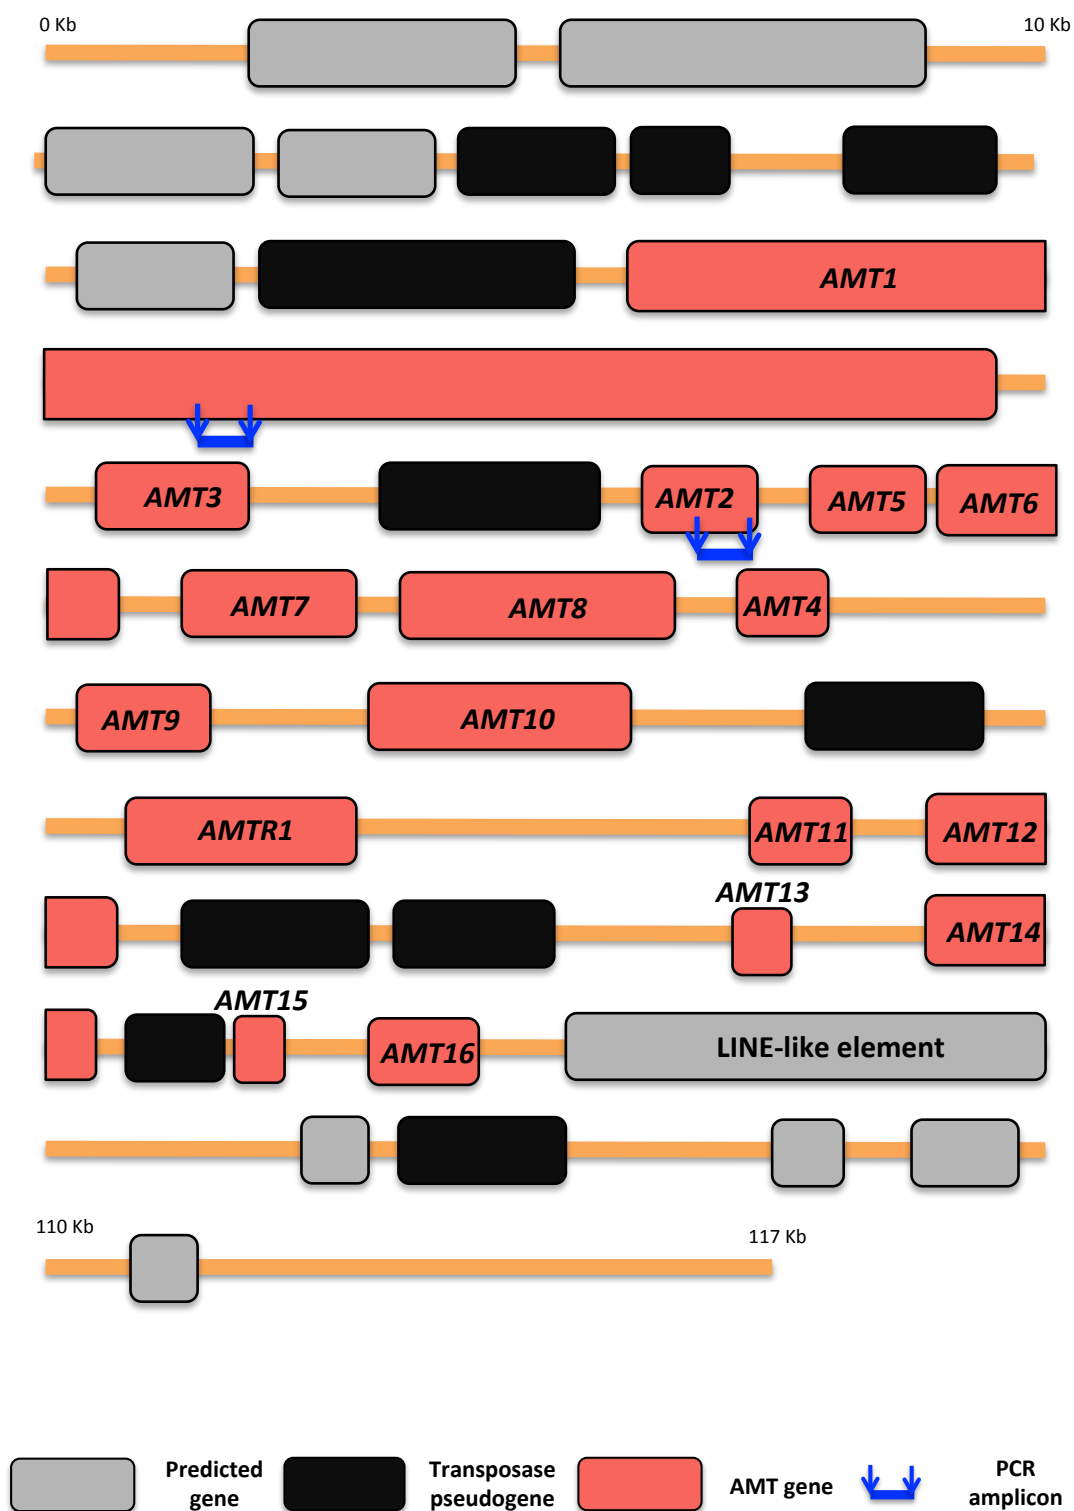 0 Kb 10 Kb
AMT1
AMT3 AMT2 AMT5 AMT6
AMT7 AMT8 AMT4
AMT9 AMT10
AMTR1 AMT11 AMT12
AMT13
AMT14
AMT15
AMT16 LINE-like element
110 Kb 117 Kb
Predicted gene
Transposase pseudogene
AMT gene
PCR amplicon